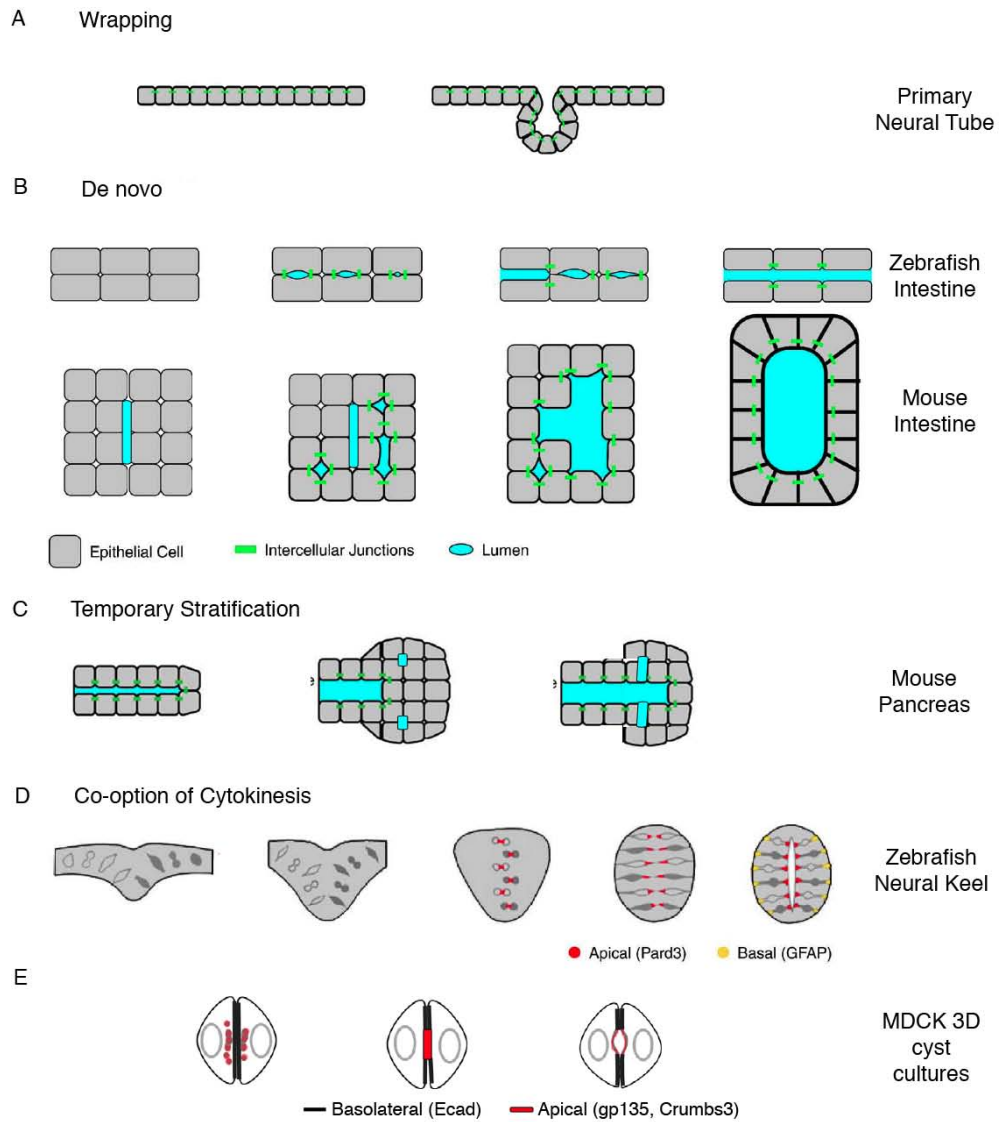 A Wrapping
Primary
Neural Tube
B De novo
Zebrafish
Intestine
Mouse
Intestine
Epithelial Cell Intercellular Junctions Lumen
C Temporary Stratification
e
e
Mouse
Pancreas
D Co-option of Cytokinesis
Zebrafish
Neural Keel
Apical (Pard3) Basal (GFAP)
E
MDCK 3D
cyst
cultures
Basolateral (Ecad) Apical (gp135, Crumbs3)